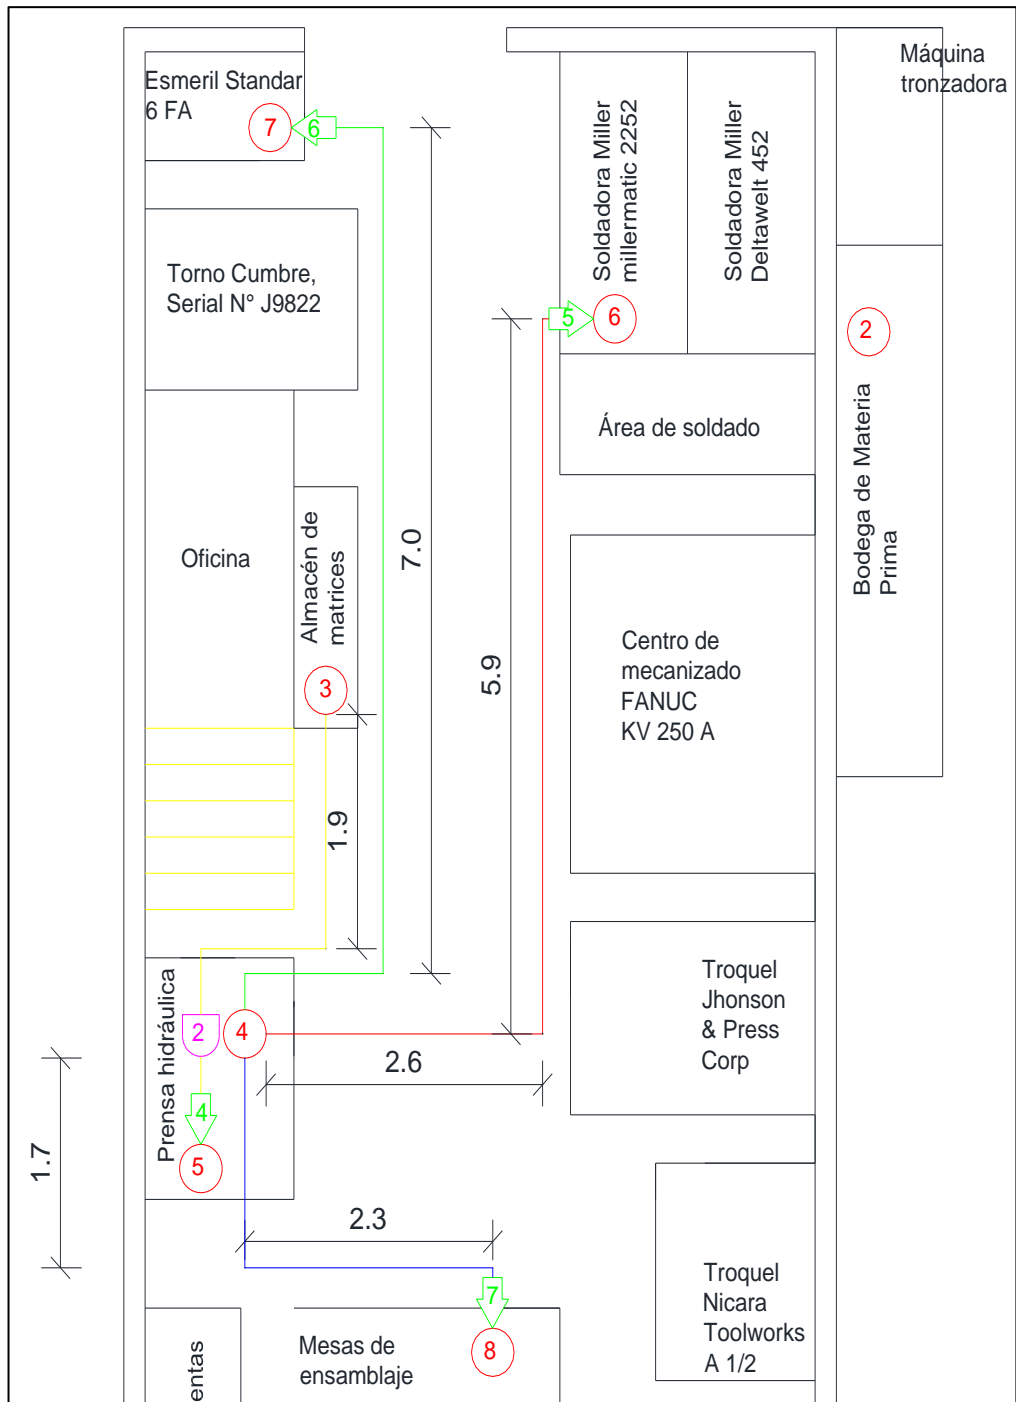 Máquina
tronzadora
Esmeril Standar
6 FA
7
6
Soldadora Miller
millermatic 2252
Soldadora Miller
Deltawelt 452
Torno Cumbre,
Serial N° J9822
5
6
2
Área de soldado
Bodega de Materia
Prima
Oficina
Almacén de
matrices
7.0
3
5.9
Centro de
mecanizado
FANUC
KV 250 A
1.9
Prensa hidráulica
2
4
2.6
Troquel
Jhonson
& Press
Corp
4
5
1.7
2.3
7
8
Troquel
Nicara
Toolworks
A 1/2
Mesas de
ensamblaje
entas